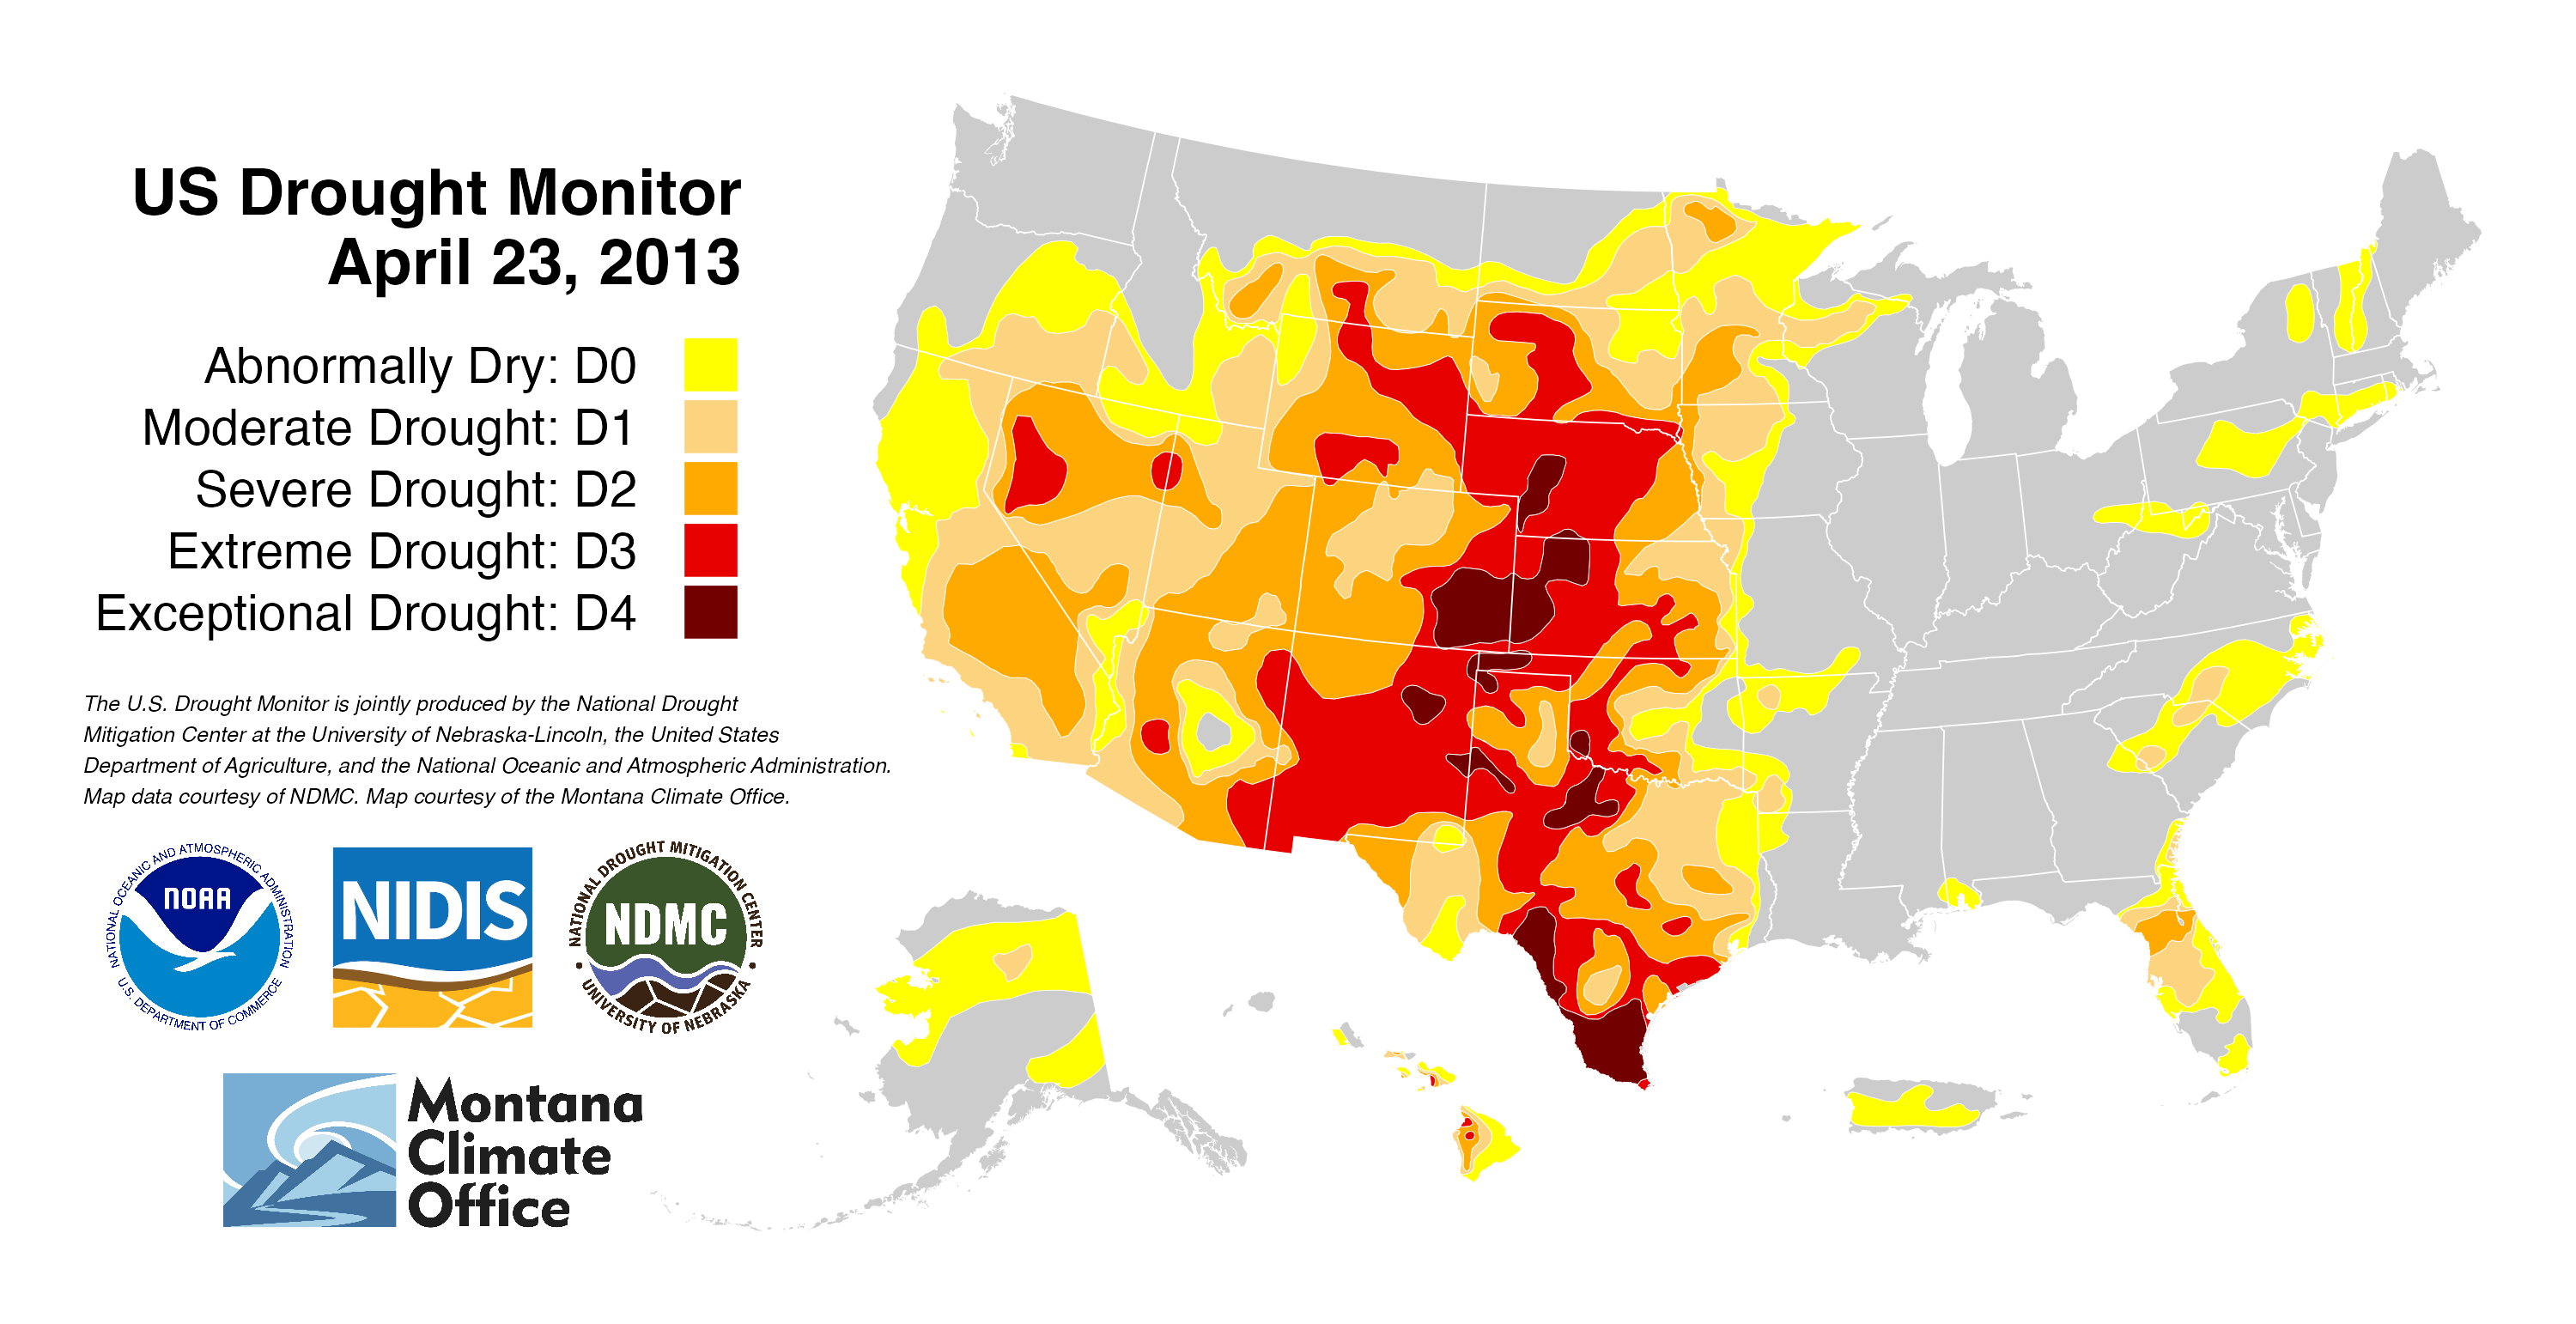 US Drought Monitor
April 23, 2013
Abnormally Dry: D0
Moderate Drought: D1
Severe Drought: D2
Extreme Drought: D3
Exceptional Drought: D4
The U.S. Drought Monitor is jointly produced by the National Drought
Mitigation Center at the University of Nebraska-Lincoln, the United States
Department of Agriculture, and the National Oceanic and Atmospheric Administration.
Map data courtesy of NDMC. Map courtesy of the Montana Climate Office.
NATIONAL OCEANIC AND ATMOSPHERIC ADMINISTRATION
NOAA
U.S. DEPARTMENT OF COMMERCE
NIDIS
NATIONAL DROUGHT MITIGATION CENTER
NDMC
UNIVERSITY OF NEBRASKA
Montana
Climate
Office